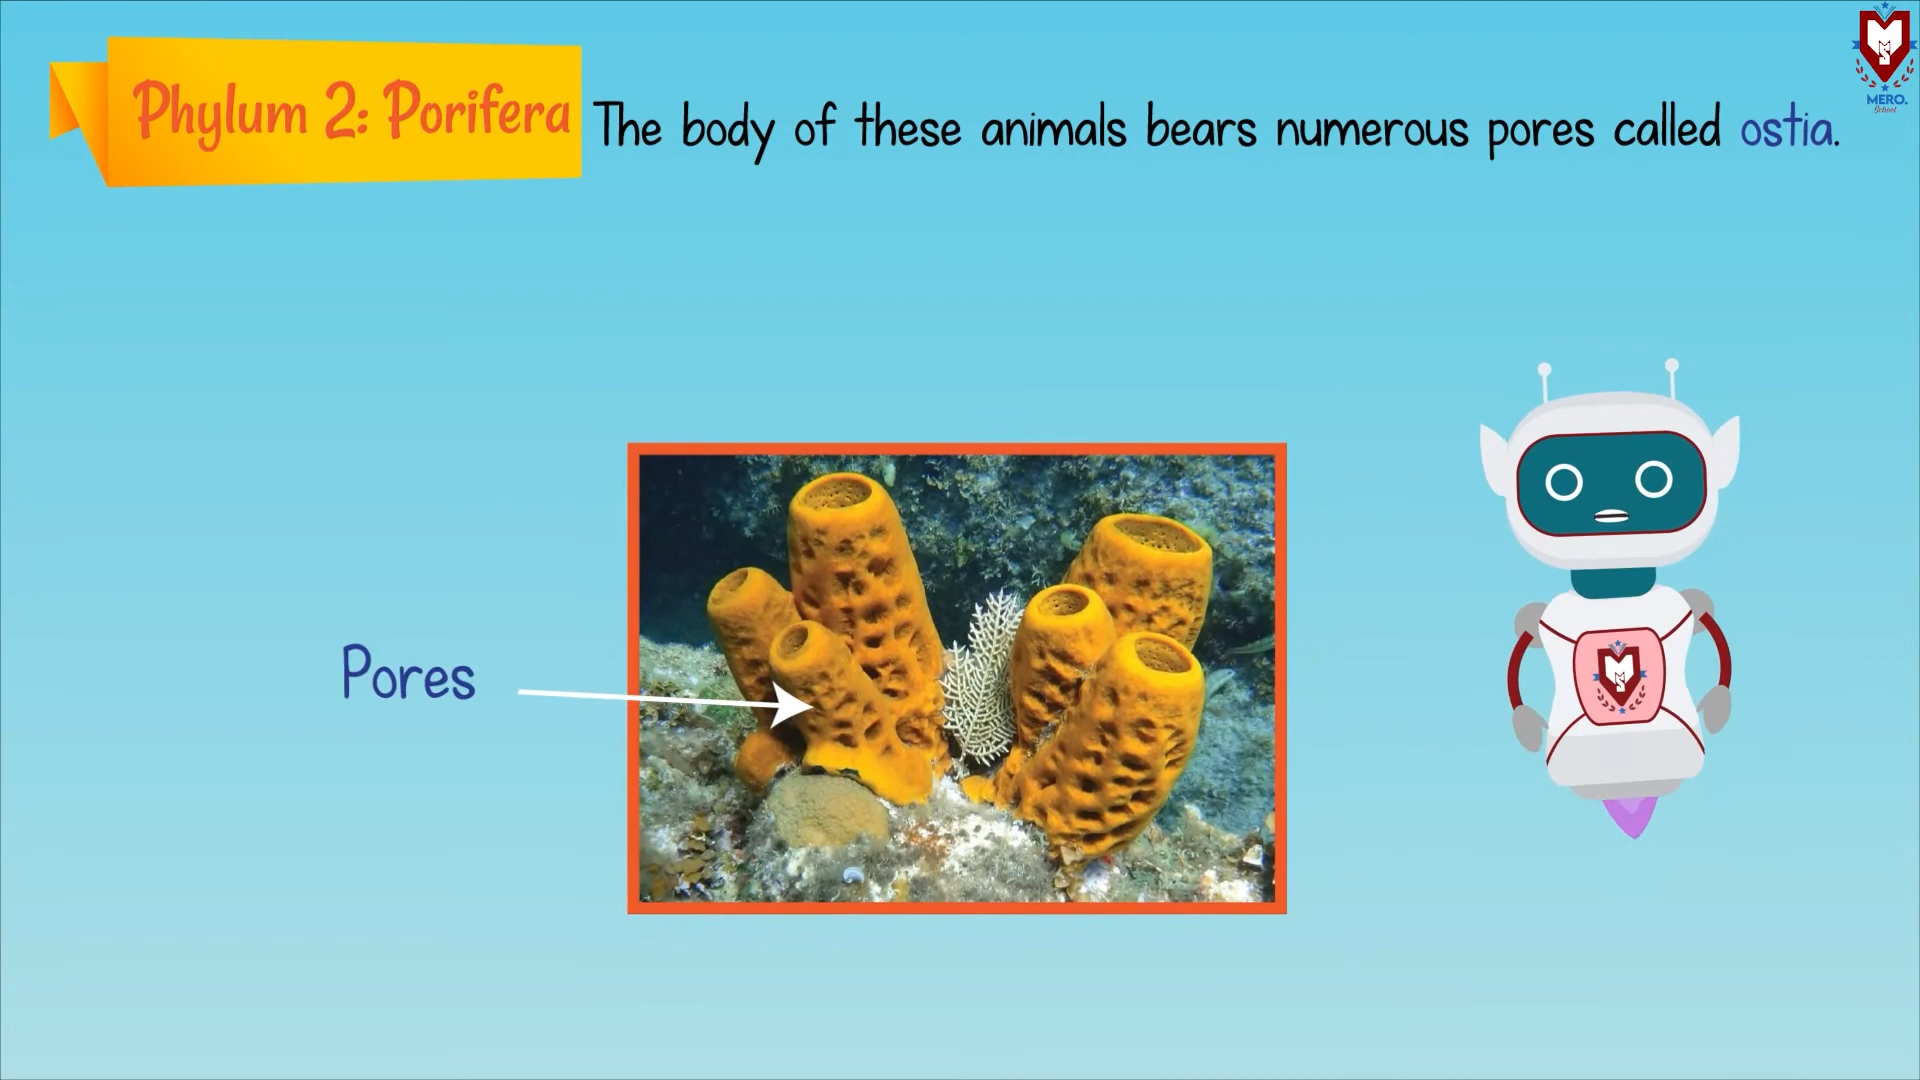 Phylum 2: Porifera
The body of these animals bears numerous pores called ostia.
MERO.
School
Pores